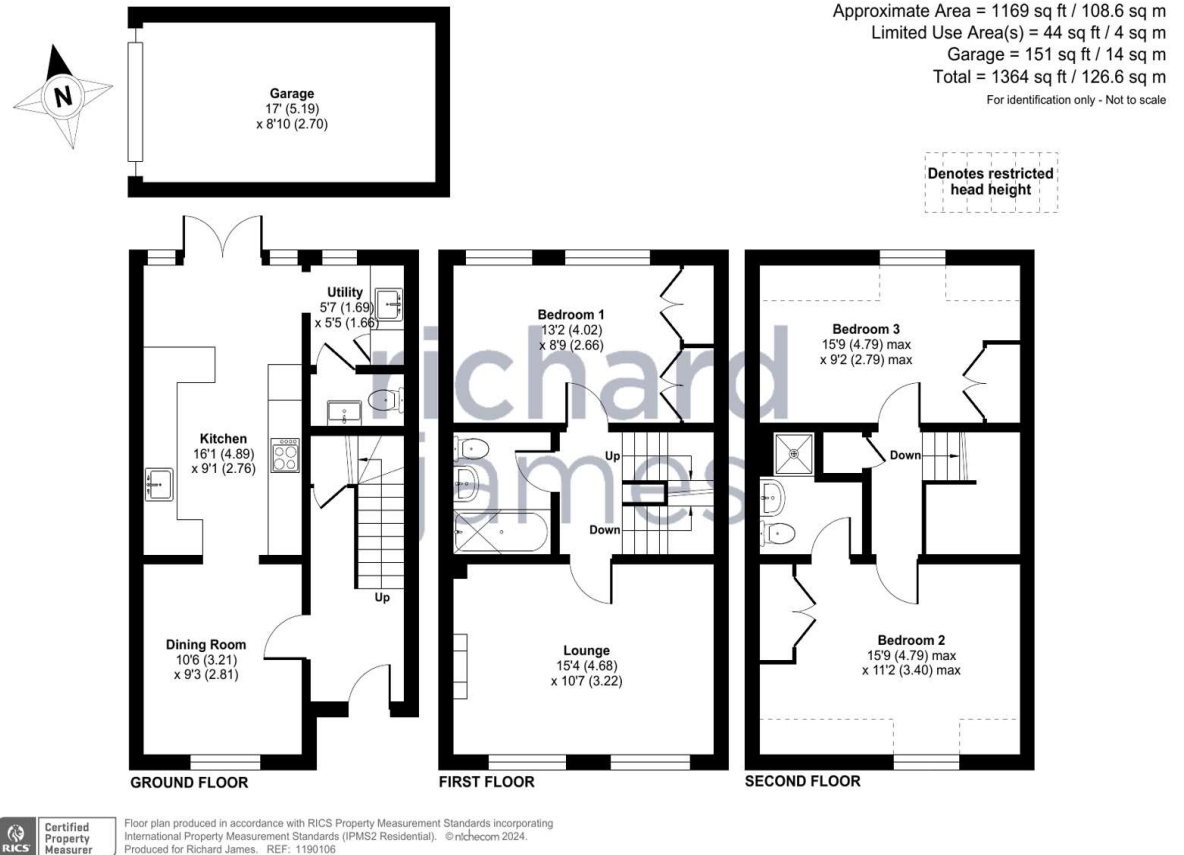 Approximate Area = 1169 sq ft / 108.6 sq m
Limited Use Area(s) = 44 sq ft / 4 sq m
Garage = 151 sq ft / 14 sq m
Total = 1364 sq ft / 126.6 sq m
For identification only - Not to scale
N
Garage
17' (5.19)
x 8'10 (2.70)
Denotes restricted
head height
Utility
5'7 (1.69)
x 5'5 (1.66)
Kitchen
16'1 (4.89)
x 9'1 (2.76)
Up
Dining Room
10'6 (3.21)
x 9'3 (2.81)
GROUND FLOOR
Bedroom 1
13'2 (4.02)
x 8'9 (2.66)
Up
Down
Lounge
15'4 (4.68)
x 10'7 (3.22)
FIRST FLOOR
Bedroom 3
15'9 (4.79) max
x 9'2 (2.79) max
Down
Bedroom 2
15'9 (4.79) max
x 11'2 (3.40) max
SECOND FLOOR
richard
james
RICS
Certified
Property
Measurer
Floor plan produced in accordance with RICS Property Measurement Standards incorporating
International Property Measurement Standards (IPMS2 Residential). © nichecom 2024.
Produced for Richard James. REF: 1190106